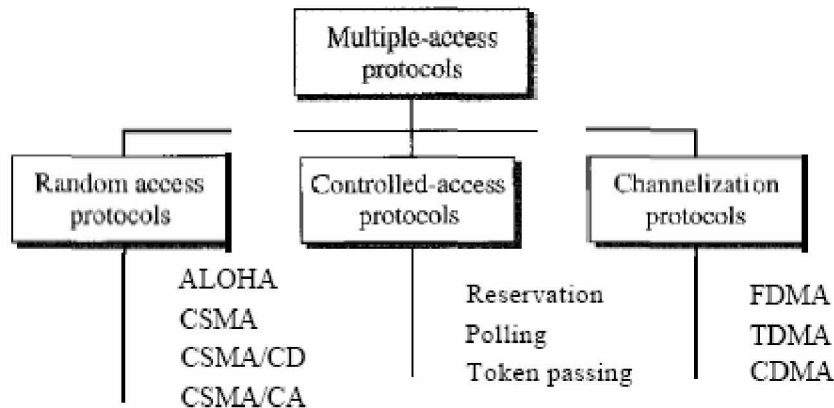 Multiple-access
protocols
Random access
protocols
Controlled-access
protocols
Channelization
protocols
ALOHA
CSMA
CSMA/CD
CSMA/CA
Reservation
Polling
Token passing
FDMA
TDMA
CDMA